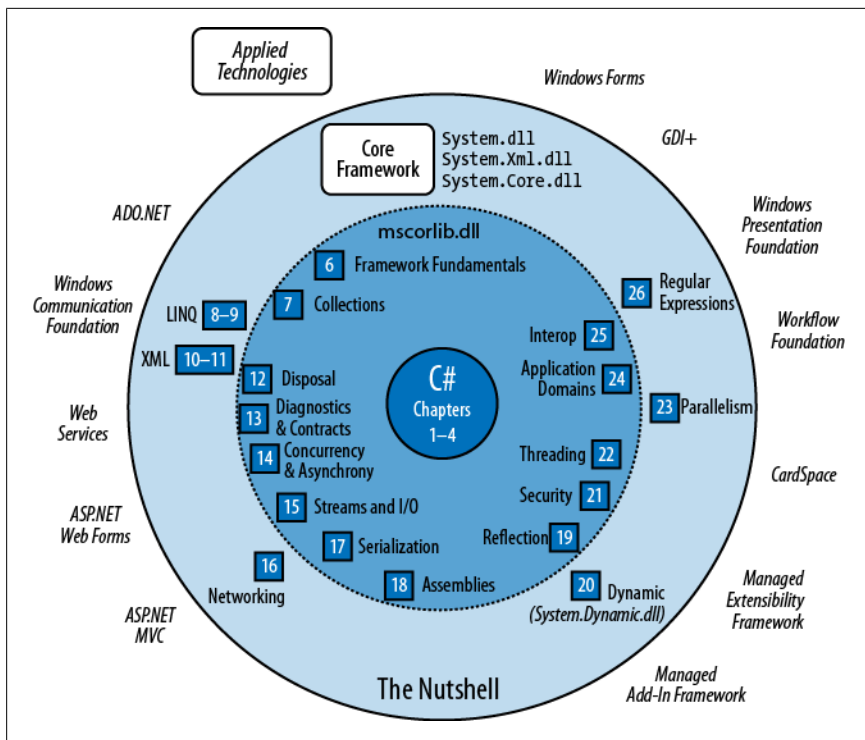 Applied
Technologies
Windows Forms
GDI+
Core
Framework
System.dll
System.Xml.dll
System.Core.dll
ADO.NET
Windows
Presentation
Foundation
mscorlib.dll
6 Framework Fundamentals
7 Collections
26 Regular
Expressions
Windows
Communication
Foundation
LINQ 8–9
XML 10–11
Interop 25
Workflow
Foundation
12 Disposal
C#
Chapters
1–4
Application
Domains 24
13 Diagnostics
& Contracts
23 Parallelism
Web
Services
14 Concurrency
& Asynchrony
Threading 22
CardSpace
15 Streams and I/O
Security 21
ASP.NET
Web Forms
17 Serialization
Reflection 19
16
Networking
18 Assemblies
20 Dynamic
(System.Dynamic.dll)
Managed
Extensibility
Framework
ASP.NET
MVC
The Nutshell
Managed
Add-In Framework